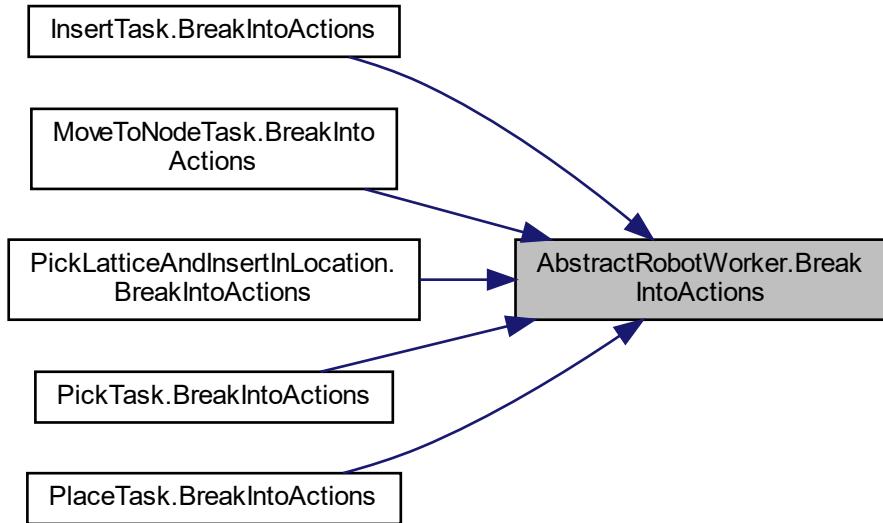 InsertTask.BreakIntoActions
MoveToNodeTask.BreakInto
Actions
PickLatticeAndInsertInLocation.
BreakIntoActions
AbstractRobotWorker.Break
IntoActions
PickTask.BreakIntoActions
PlaceTask.BreakIntoActions